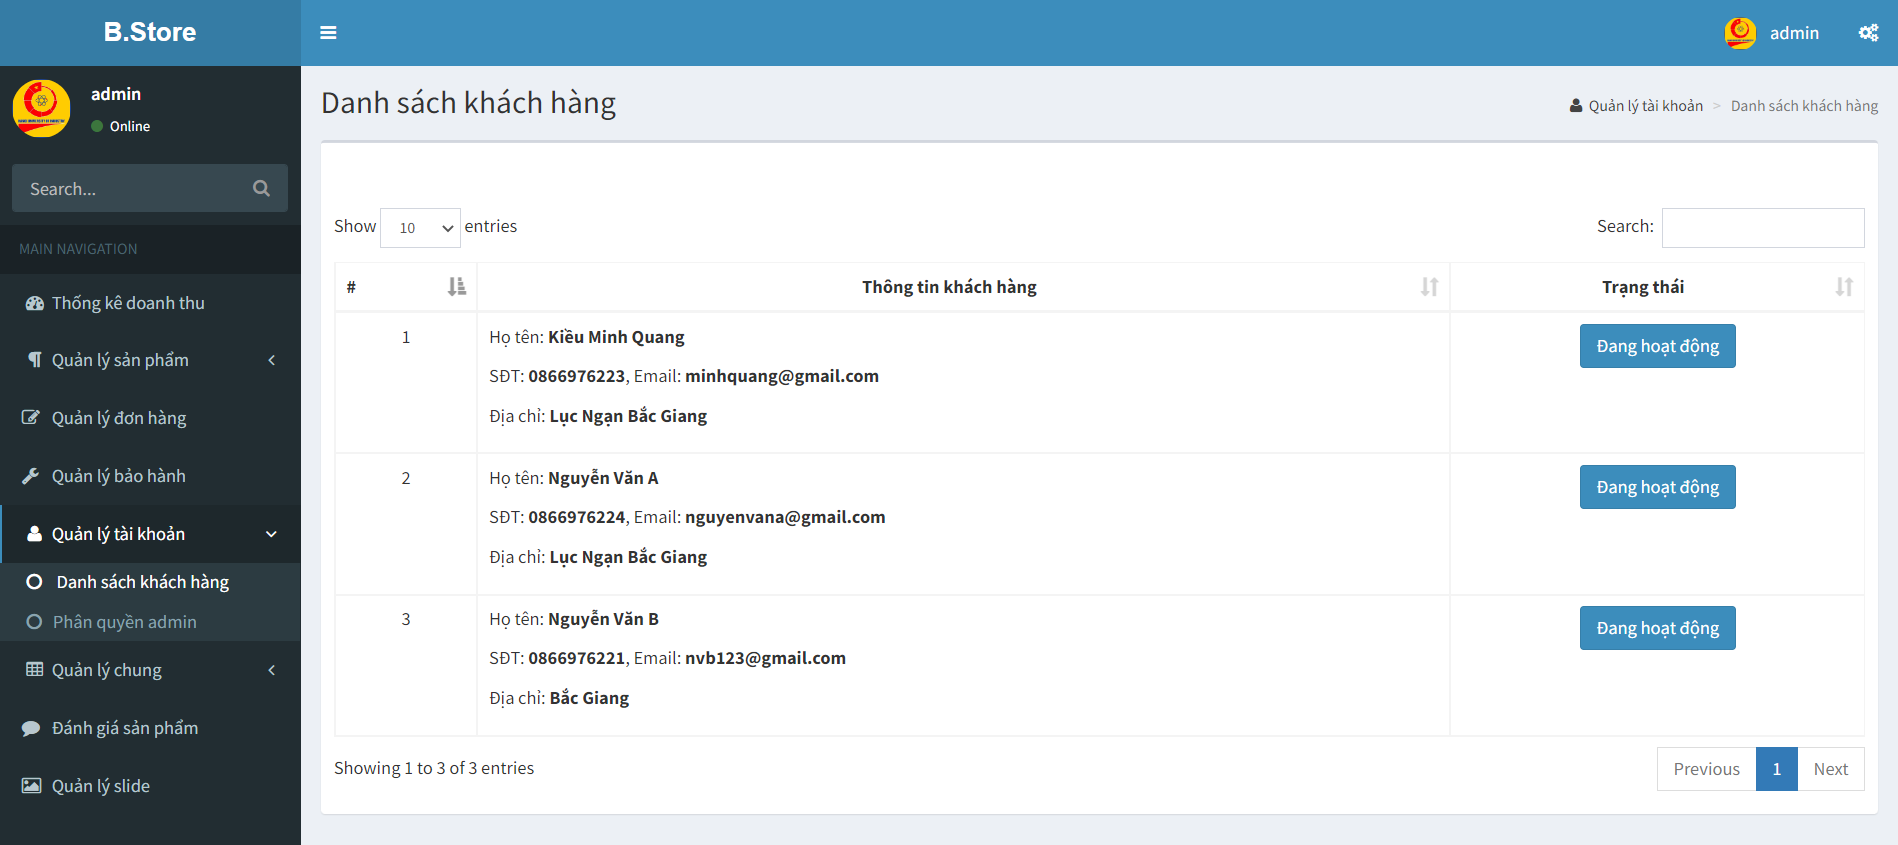 B.Store
admin
admin
Online
Search...
MAIN NAVIGATION
Thống kê doanh thu
Quản lý sản phẩm
Quản lý đơn hàng
Quản lý bảo hành
Quản lý tài khoản
Danh sách khách hàng
Phân quyền admin
Quản lý chung
Đánh giá sản phẩm
Quản lý slide
Danh sách khách hàng
Quản lý tài khoản > Danh sách khách hàng
Show 10 entries
Search:
# Thông tin khách hàng Trạng thái
1 Họ tên: Kiều Minh Quang Đang hoạt động
SĐT: 0866976223, Email: minhquang@gmail.com
Địa chỉ: Lục Ngạn Bắc Giang
2 Họ tên: Nguyễn Văn A Đang hoạt động
SĐT: 0866976224, Email: nguyenvana@gmail.com
Địa chỉ: Lục Ngạn Bắc Giang
3 Họ tên: Nguyễn Văn B Đang hoạt động
SĐT: 0866976221, Email: nvb123@gmail.com
Địa chỉ: Bắc Giang
Showing 1 to 3 of 3 entries
Previous 1 Next